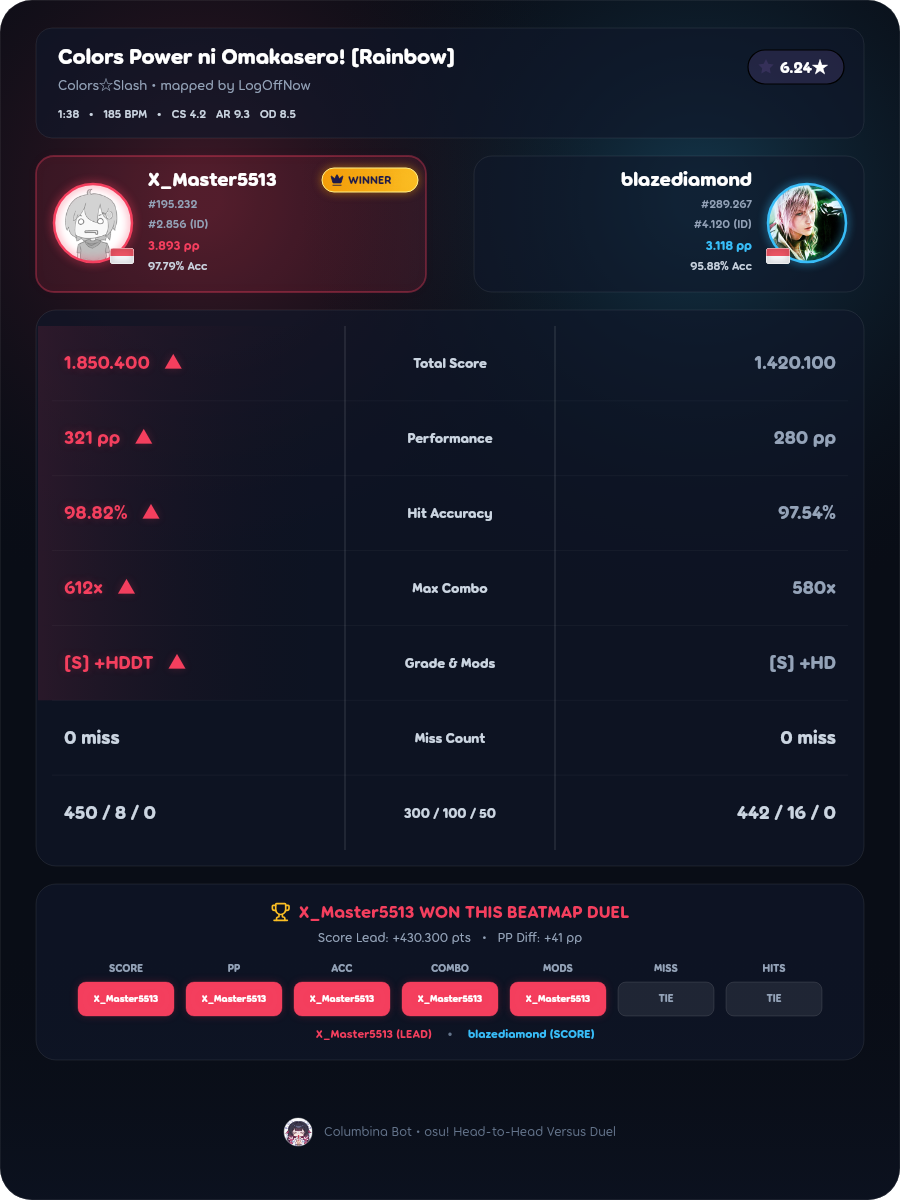 Colors Power ni Omakasero! [Rainbow]
Colors☆Slash • mapped by LogOffNow
1:38 • 185 BPM • CS 4.2 AR 9.3 OD 8.5
★ 6.24★
X_Master5513
WINNER
#195.232
#2.856 (ID)
3.893 pp
97.79% Acc
blazediamond
#289.267
#4.120 (ID)
3.118 pp
95.88% Acc
1.850.400 ▲ Total Score 1.420.100
321 pp ▲ Performance 280 pp
98.82% ▲ Hit Accuracy 97.54%
612x ▲ Max Combo 580x
[S] +HDDT ▲ Grade & Mods [S] +HD
0 miss Miss Count 0 miss
450 / 8 / 0 300 / 100 / 50 442 / 16 / 0
X_Master5513 WON THIS BEATMAP DUEL
Score Lead: +430.300 pts • PP Diff: +41 pp
SCORE PP ACC COMBO MODS MISS HITS
X_Master5513 X_Master5513 X_Master5513 X_Master5513 X_Master5513 TIE TIE
X_Master5513 (LEAD) • blazediamond (SCORE)
Columbina Bot • osu! Head-to-Head Versus Duel